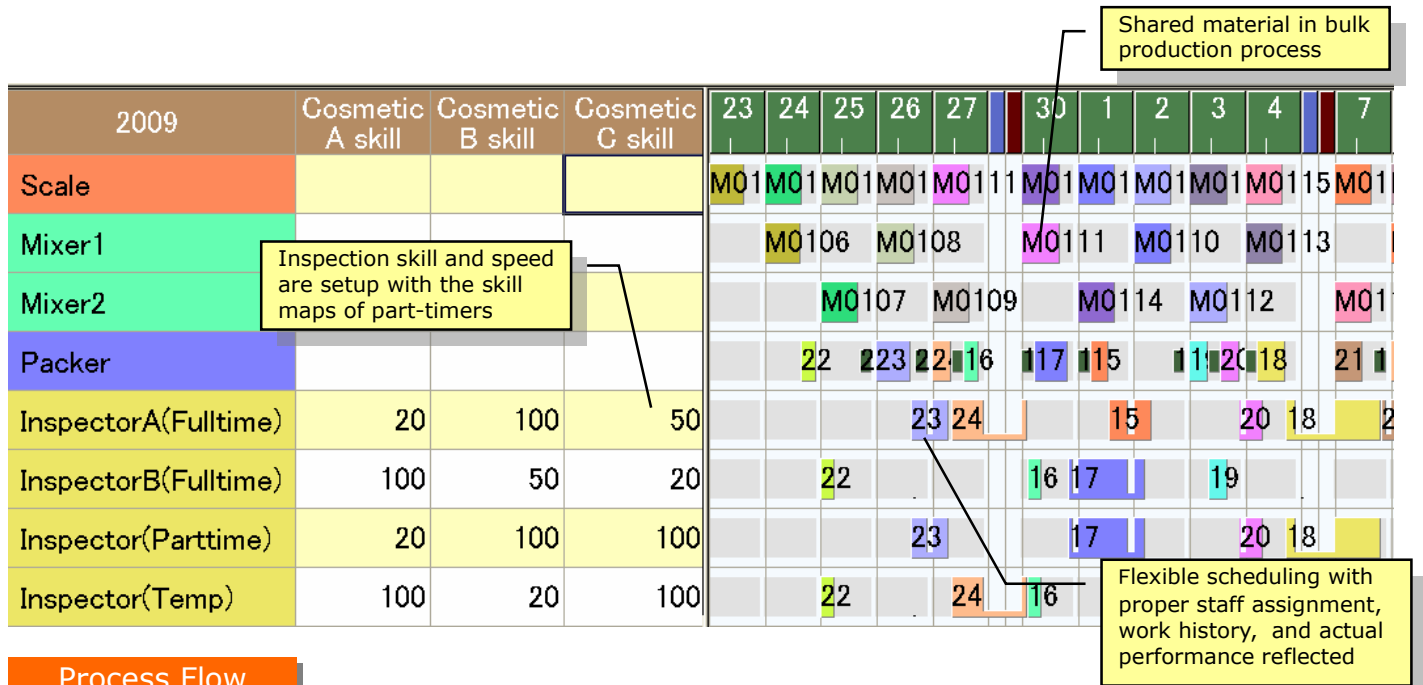 Shared material in bulk
production process
2009 Cosmetic A skill Cosmetic B skill Cosmetic C skill 23 24 25 26 27 30 1 2 3 4 7
Scale M01 M01 M01 M01 M0111 M01 M01 M01 M01 M0115 M01
Mixer1 M0106 M0108 M0111 M0110 M0113
Inspection skill and speed
are setup with the skill
maps of part-timers
Mixer2 M0107 M0109 M0114 M0112 M01
Packer 22 23 2 16 17 15 1 20 18 21 1
InspectorA(Fulltime) 20 100 50 23 24 15 20 18 2
InspectorB(Fulltime) 100 50 20 22 16 17 19
Inspector(Parttime) 20 100 100 23 17 20 18
Inspector(Temp) 100 20 100 22 24 16
Flexible scheduling with
proper staff assignment,
work history, and actual
performance reflected
Process Flow